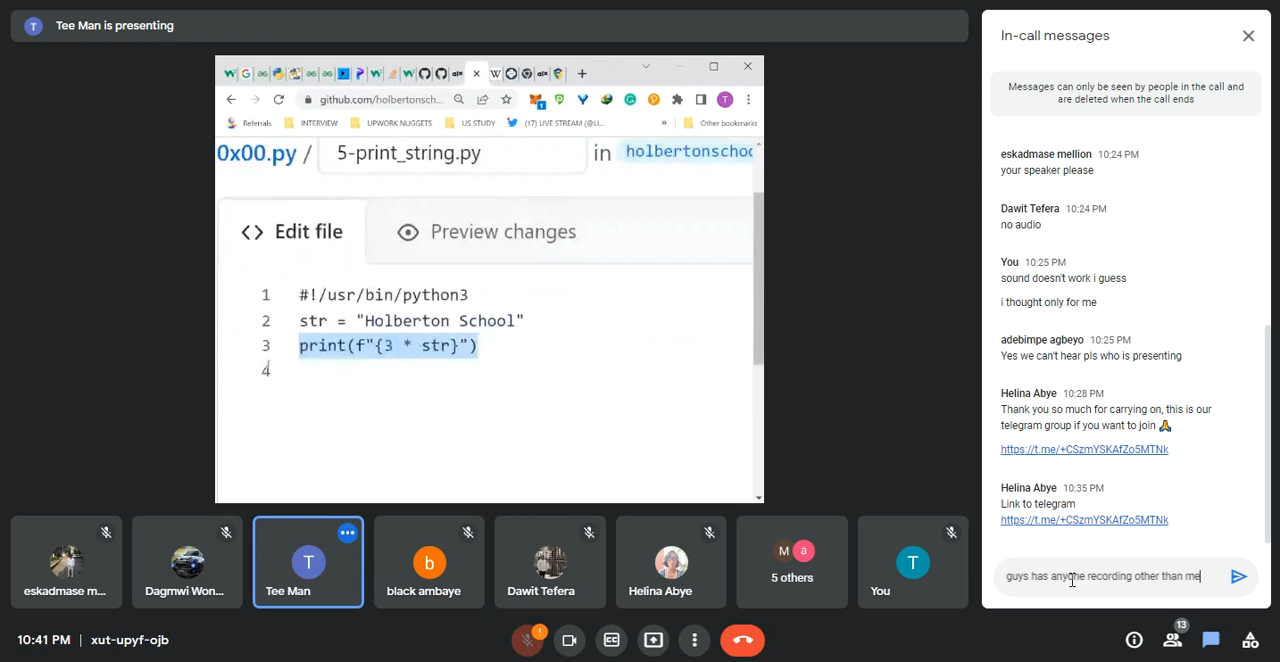 T Tee Man is presenting
Referrals INTERVIEW UPWORK NUGGETS US STUDY (17) LIVE STREAM (@LI... » Other bookmarks
github.com/holbertonsch...
0x00.py / 5-print_string.py in holbertonschoo
<> Edit file Preview changes
1 #!/usr/bin/python3
2 str = "Holberton School"
3 print(f"{3 * str}")
4
In-call messages
Messages can only be seen by people in the call and
are deleted when the call ends
eskadmase mellion 10:24 PM
your speaker please
Dawit Tefera 10:24 PM
no audio
You 10:25 PM
sound doesn't work i guess
i thought only for me
adebimpe agbeyo 10:25 PM
Yes we can't hear pls who is presenting
Helina Abye 10:28 PM
Thank you so much for carrying on, this is our
telegram group if you want to join 🙏
https://t.me/+CSzmYSKAfZo5MTNk
Helina Abye 10:35 PM
Link to telegram
https://t.me/+CSzmYSKAfZo5MTNk
guys has anyone recording other than me
T b M a T
eskadmase m... Dagmwi Won... Tee Man black ambaye Dawit Tefera Helina Abye 5 others You
10:41 PM | xut-upyf-ojb
13